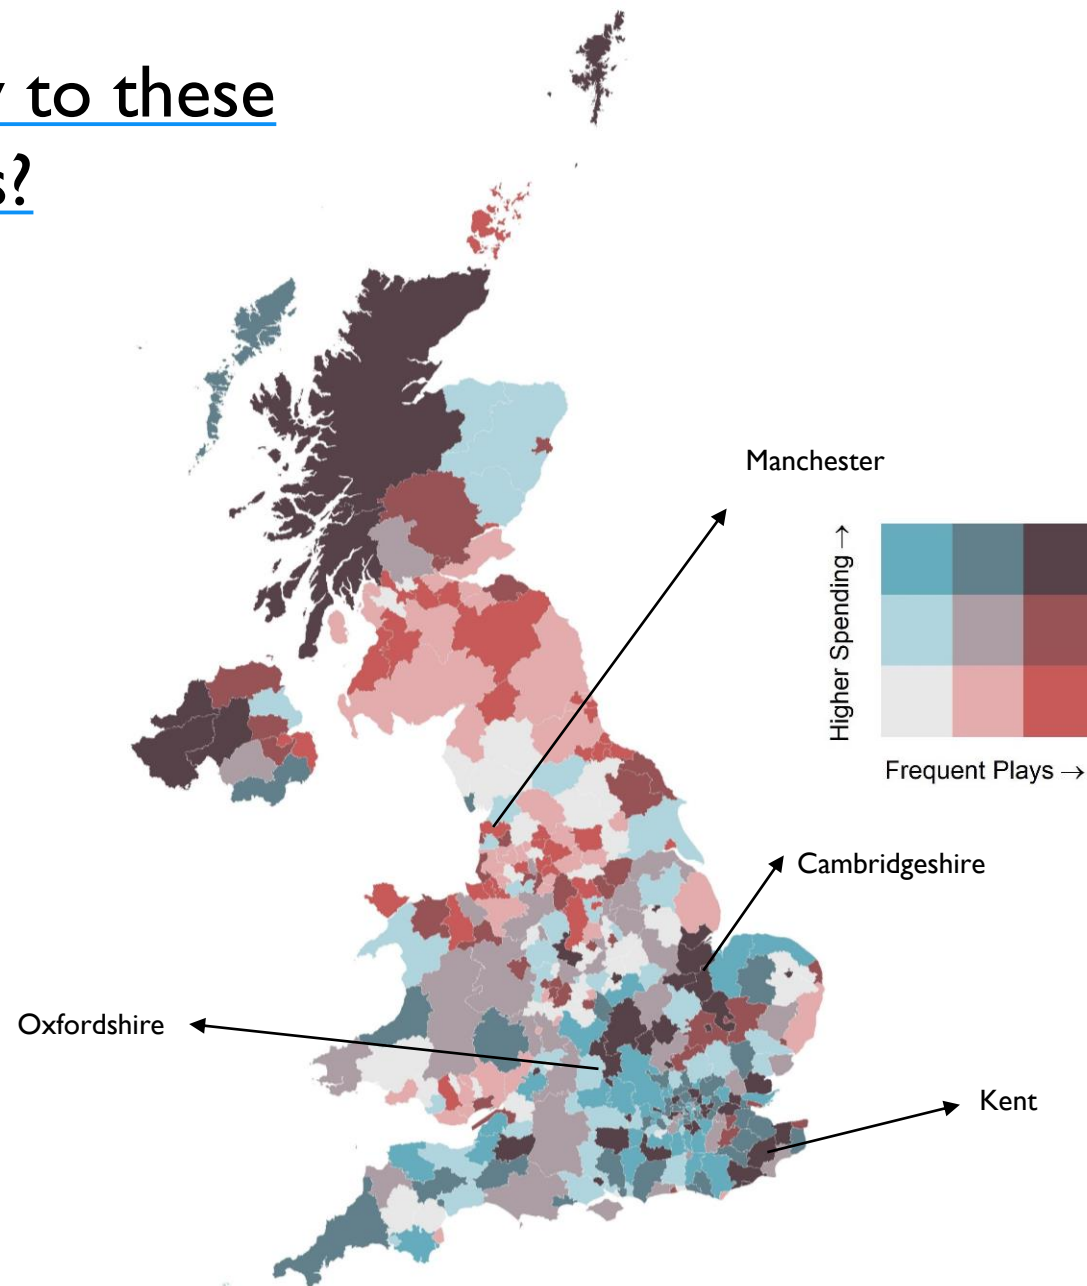 to these
?
Manchester
Higher Spending →
Frequent Plays →
Cambridgeshire
Oxfordshire
Kent